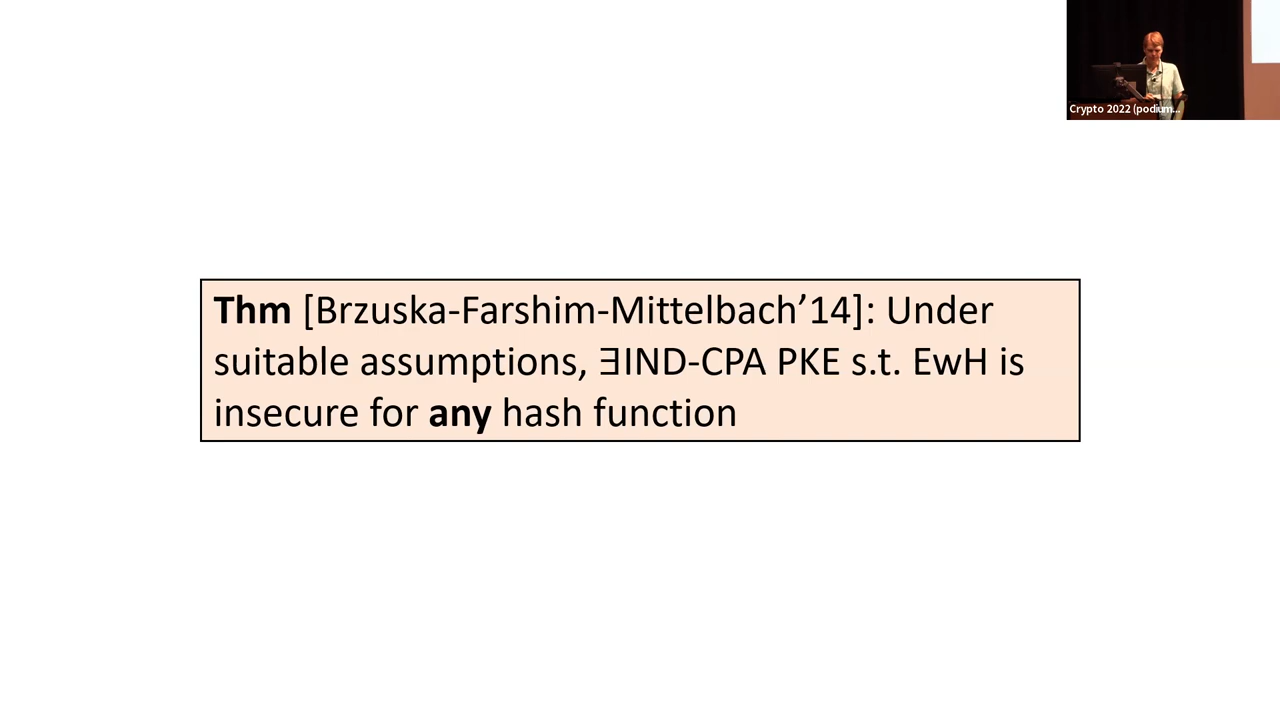 Crypto 2022 (podium...
Thm [Brzuska-Farshim-Mittelbach’14]: Under
suitable assumptions, ∃IND-CPA PKE s.t. EwH is
insecure for any hash function